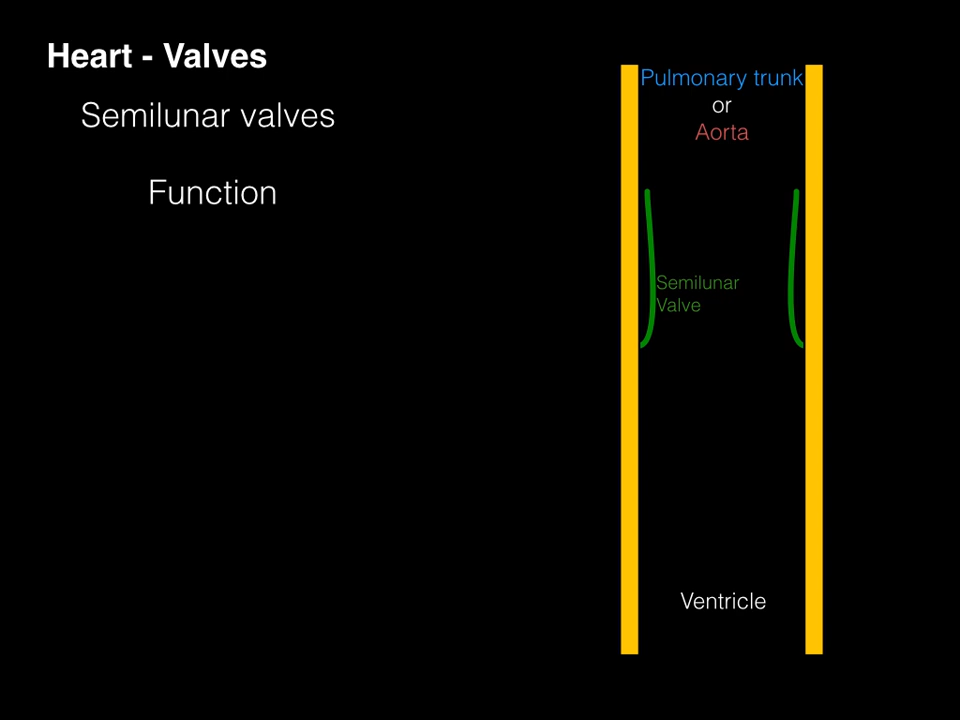 Heart - Valves
Semilunar valves
Function
Pulmonary trunk
or
Aorta
Semilunar
Valve
Ventricle